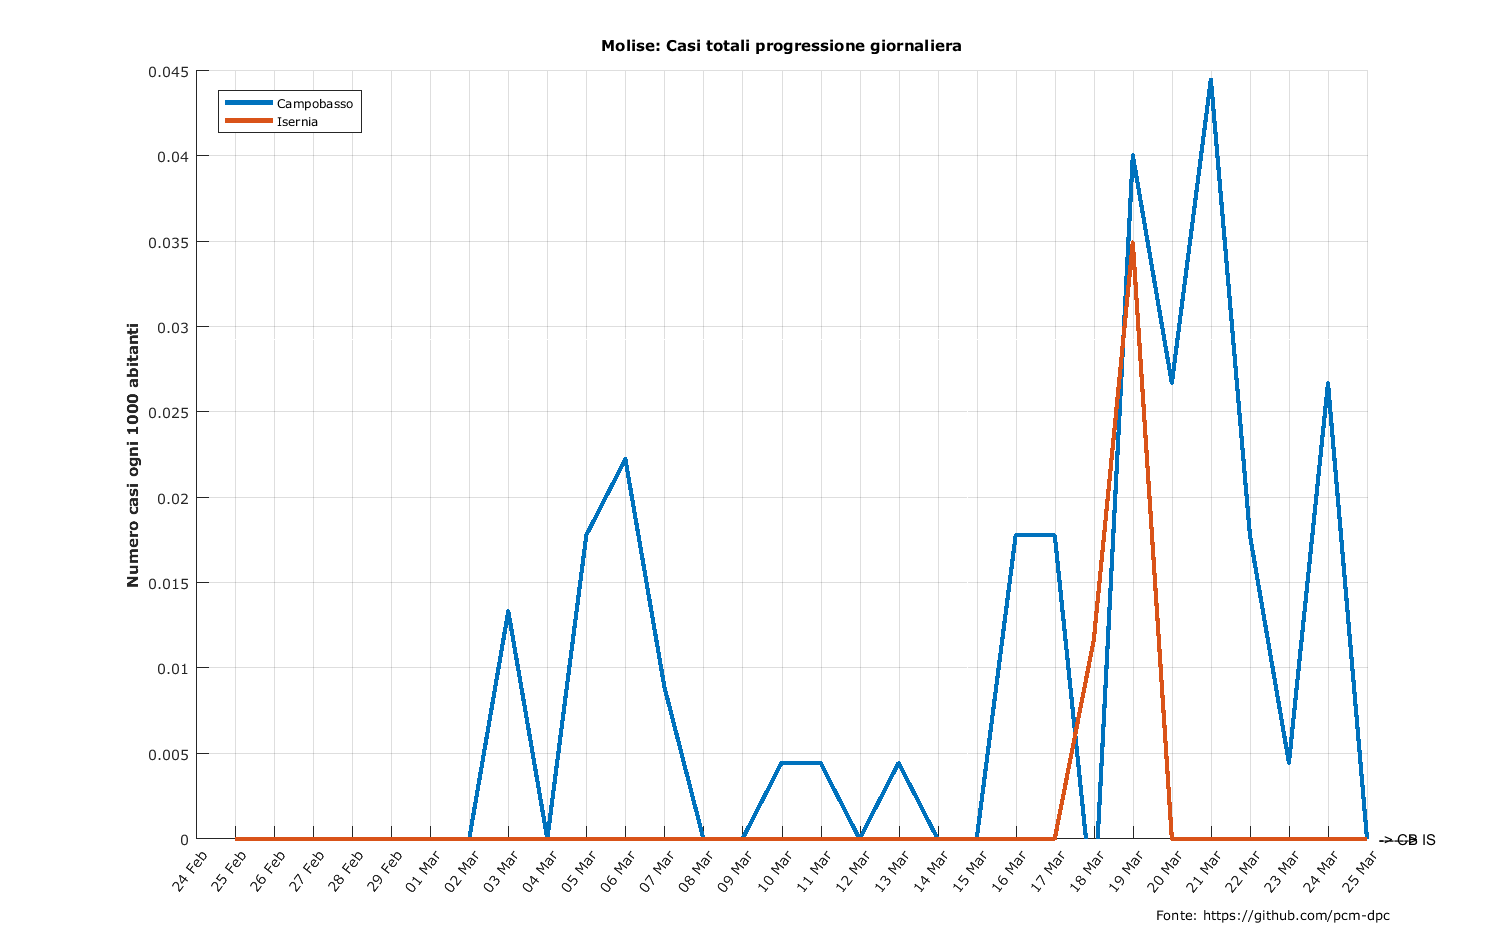 Molise: Casi totali progressione giornaliera
Campobasso
Isernia
Numero casi ogni 1000 abitanti
0.045
0.04
0.035
0.03
0.025
0.02
0.015
0.01
0.005
0
24 Feb
25 Feb
26 Feb
27 Feb
28 Feb
29 Feb
01 Mar
02 Mar
03 Mar
04 Mar
05 Mar
06 Mar
07 Mar
08 Mar
09 Mar
10 Mar
11 Mar
12 Mar
13 Mar
14 Mar
15 Mar
16 Mar
17 Mar
18 Mar
19 Mar
20 Mar
21 Mar
22 Mar
23 Mar
24 Mar
25 Mar
-> CB
IS
Fonte: https://github.com/pcm-dpc